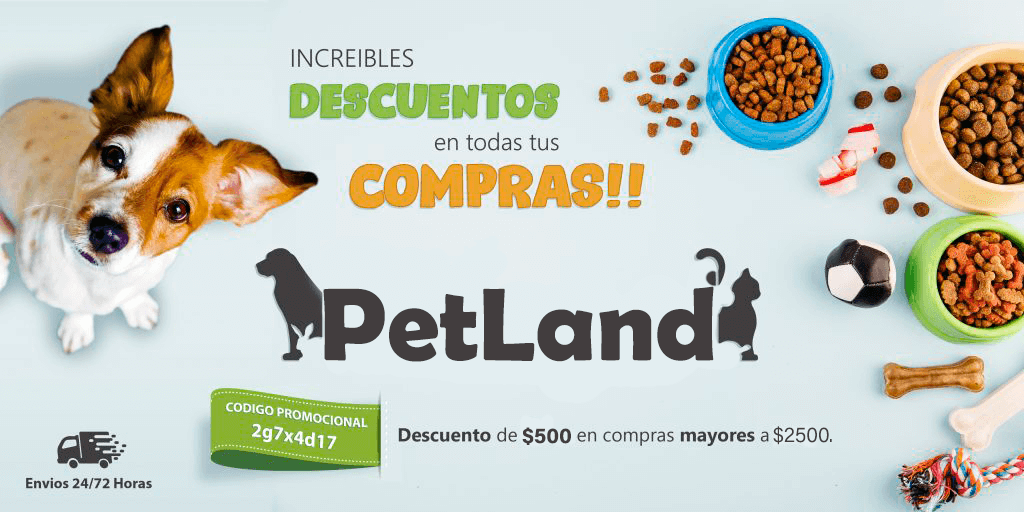 INCREIBLES
DESCUENTOS
en todas tus
COMPRAS!!
PetLand
CODIGO PROMOCIONAL
2g7x4d17
Descuento de $500 en compras mayores a $2500.
Envios 24/72 Horas